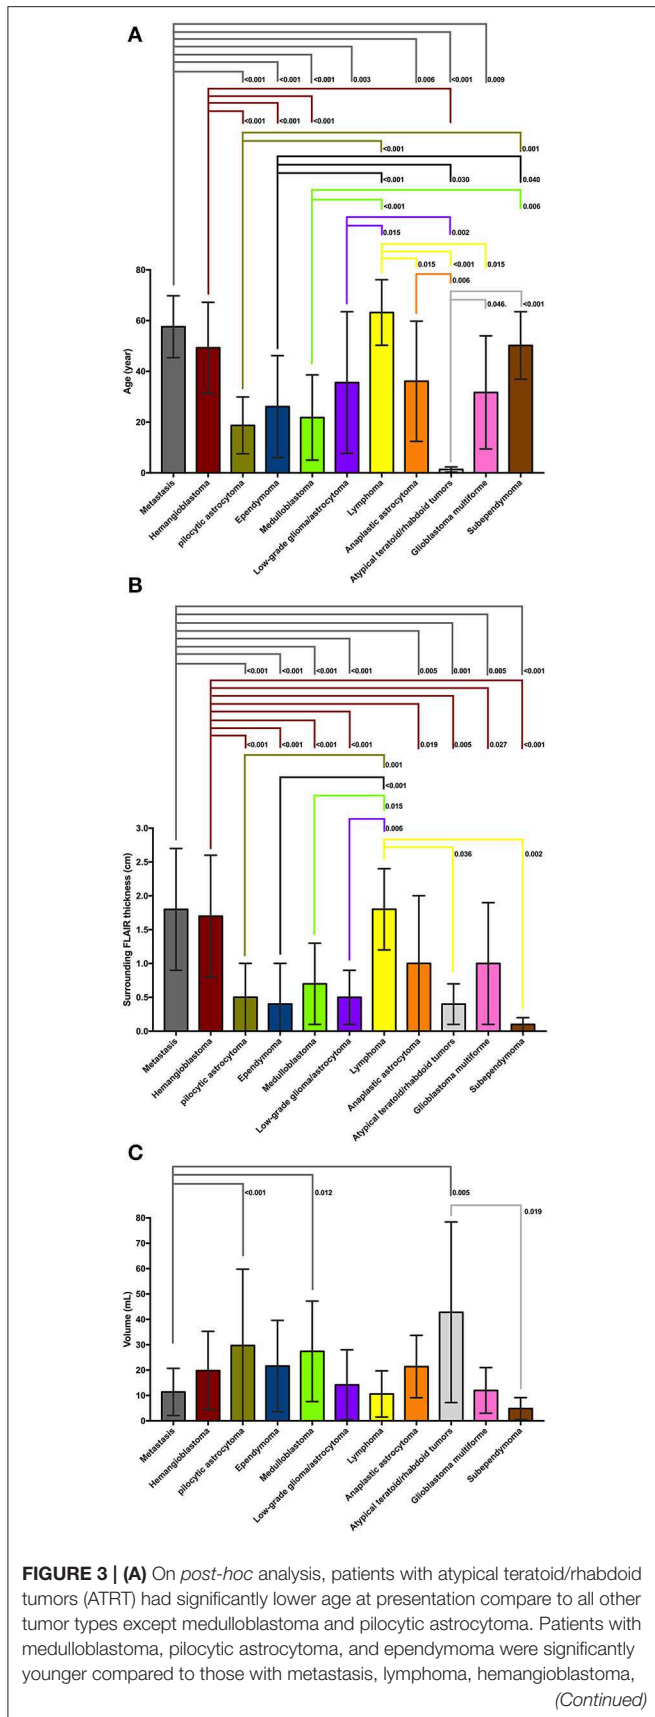 A
<0.001 <0.001 <0.001 0.003 0.006 <0.001 0.009
<0.001 <0.001 <0.001
<0.001 0.001
<0.001 0.030 0.040
<0.001 0.006
0.015 0.002
0.015 <0.001 0.015
0.006
0.046. <0.001
Age (year)
80
60
40
20
0
Metastasis
Hemangioblastoma
pilocytic astrocytoma
Ependymoma
Medulloblastoma
Low-grade glioma/astrocytoma
Lymphoma
Anaplastic astrocytoma
Atypical teratoid/rhabdoid tumors
Glioblastoma multiforme
Subependymoma
B
<0.001 <0.001 <0.001 <0.001 0.005 0.001 0.005 <0.001
<0.001 <0.001 <0.001 <0.001 0.019 0.005 0.027 <0.001
0.001
<0.001
0.015
0.006
0.036 0.002
Surrounding FLAIR thickness (cm)
3.0
2.5
2.0
1.5
1.0
0.5
0.0
Metastasis
Hemangioblastoma
pilocytic astrocytoma
Ependymoma
Medulloblastoma
Low-grade glioma/astrocytoma
Lymphoma
Anaplastic astrocytoma
Atypical teratoid/rhabdoid tumors
Glioblastoma multiforme
Subependymoma
C
<0.001 0.012 0.005
0.019
Volume (mL)
80
70
60
50
40
30
20
10
0
Metastasis
Hemangioblastoma
pilocytic astrocytoma
Ependymoma
Medulloblastoma
Low-grade glioma/astrocytoma
Lymphoma
Anaplastic astrocytoma
Atypical teratoid/rhabdoid tumors
Glioblastoma multiforme
Subependymoma
FIGURE 3 | (A) On post-hoc analysis, patients with atypical teratoid/rhabdoid
tumors (ATRT) had significantly lower age at presentation compare to all other
tumor types except medulloblastoma and pilocytic astrocytoma. Patients with
medulloblastoma, pilocytic astrocytoma, and ependymoma were significantly
younger compared to those with metastasis, lymphoma, hemangioblastoma,
(Continued)